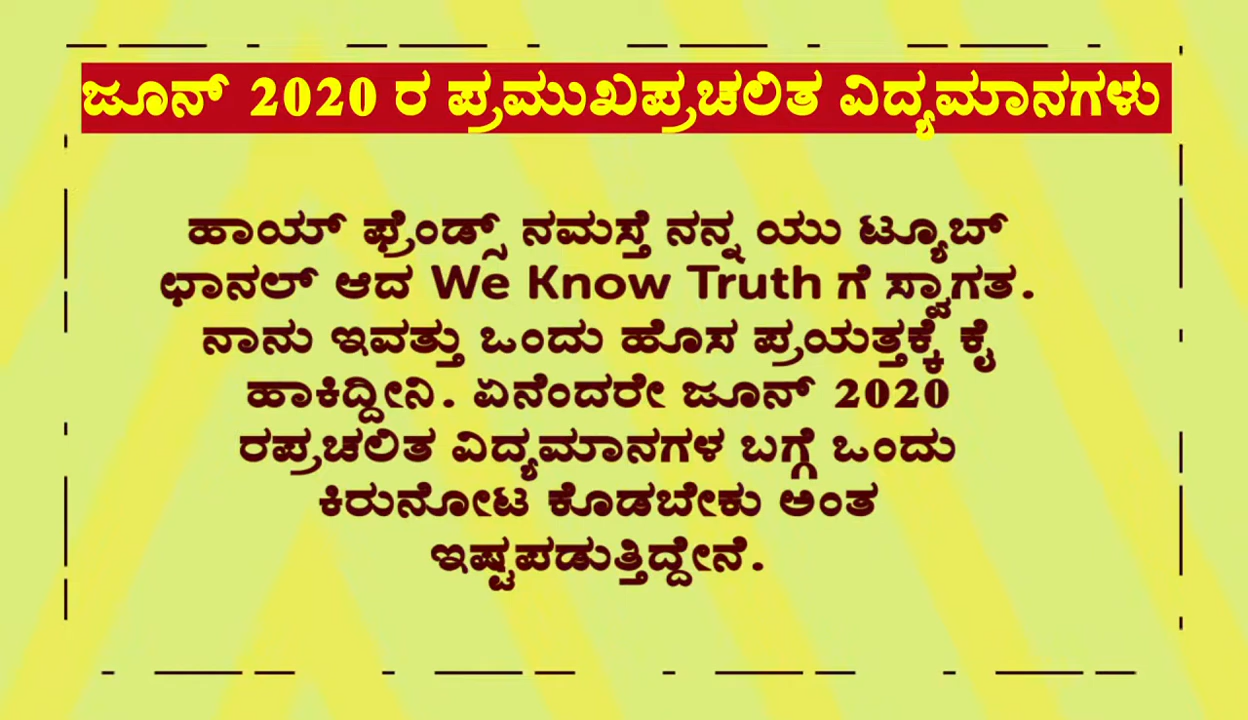 ಜೂನ್ 2020 ರ ಪ್ರಮುಖಪ್ರಚಲಿತ ವಿದ್ಯಮಾನಗಳು
ಹಾಯ್ ಫ್ರೆಂಡ್ಸ್ ನಮಸ್ತೆ ನನ್ನ ಯು ಟ್ಯೂಬ್
ಛಾನಲ್ ಆದ We Know Truth ಗೆ ಸ್ವಾಗತ.
ನಾನು ಇವತ್ತು ಒಂದು ಹೊಸ ಪ್ರಯತ್ತಕ್ಕೆ ಕೈ
ಹಾಕಿದ್ದೀನಿ. ಏನೆಂದರೇ ಜೂನ್ 2020
ರಪ್ರಚಲಿತ ವಿದ್ಯಮಾನಗಳ ಬಗ್ಗೆ ಒಂದು
ಕಿರುನೋಟ ಕೊಡಬೇಕು ಅಂತ
ಇಷ್ಟಪಡುತ್ತಿದ್ದೇನೆ.